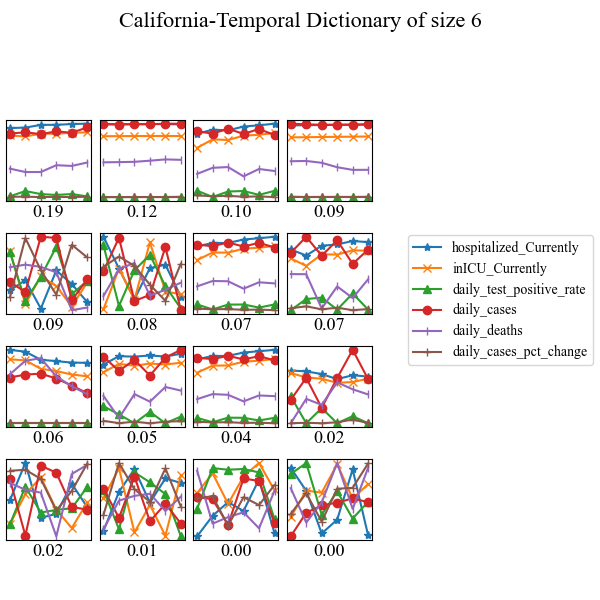 California-Temporal Dictionary of size 6
0.19 0.12 0.10 0.09
0.09 0.08 0.07 0.07
hospitalized_Currently
inICU_Currently
daily_test_positive_rate
daily_cases
daily_deaths
daily_cases_pct_change
0.06 0.05 0.04 0.02
0.02 0.01 0.00 0.00